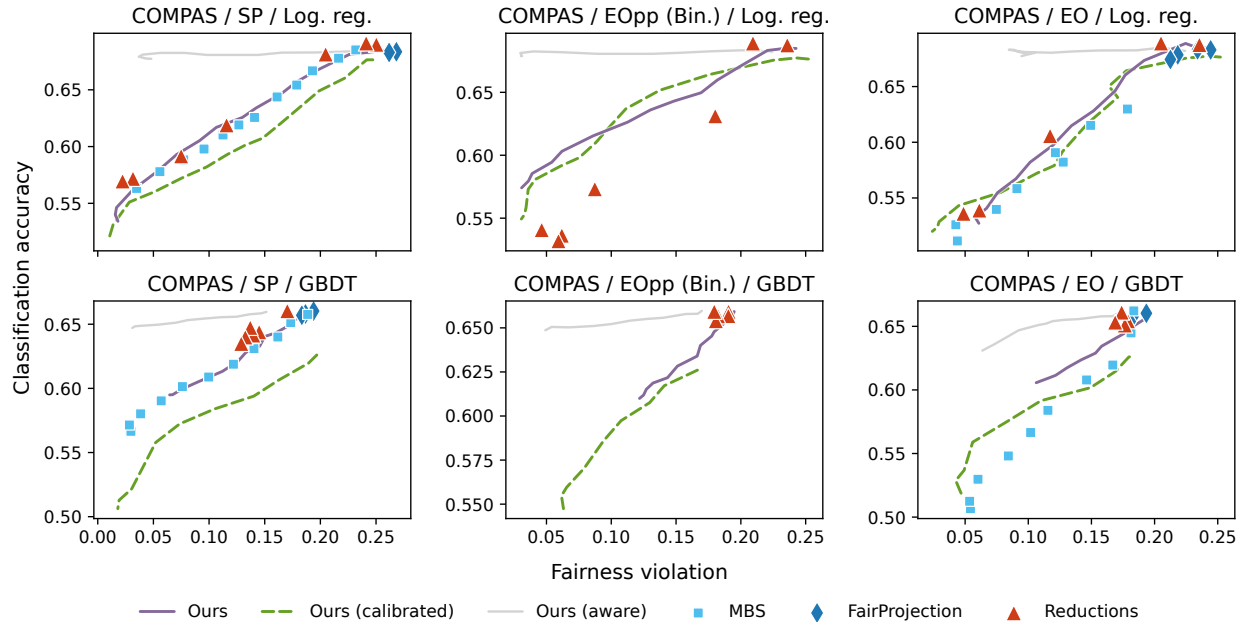 COMPAS / SP / Log. reg.
COMPAS / EOpp (Bin.) / Log. reg.
COMPAS / EO / Log. reg.
0.65
0.60
0.55
0.65
0.60
0.55
0.65
0.60
0.55
Classification accuracy
COMPAS / SP / GBDT
COMPAS / EOpp (Bin.) / GBDT
COMPAS / EO / GBDT
0.65
0.60
0.55
0.50
0.650
0.625
0.600
0.575
0.550
0.65
0.60
0.55
0.50
0.00 0.05 0.10 0.15 0.20 0.25
0.05 0.10 0.15 0.20 0.25
0.05 0.10 0.15 0.20 0.25
Fairness violation
Ours Ours (calibrated) Ours (aware) MBS FairProjection Reductions